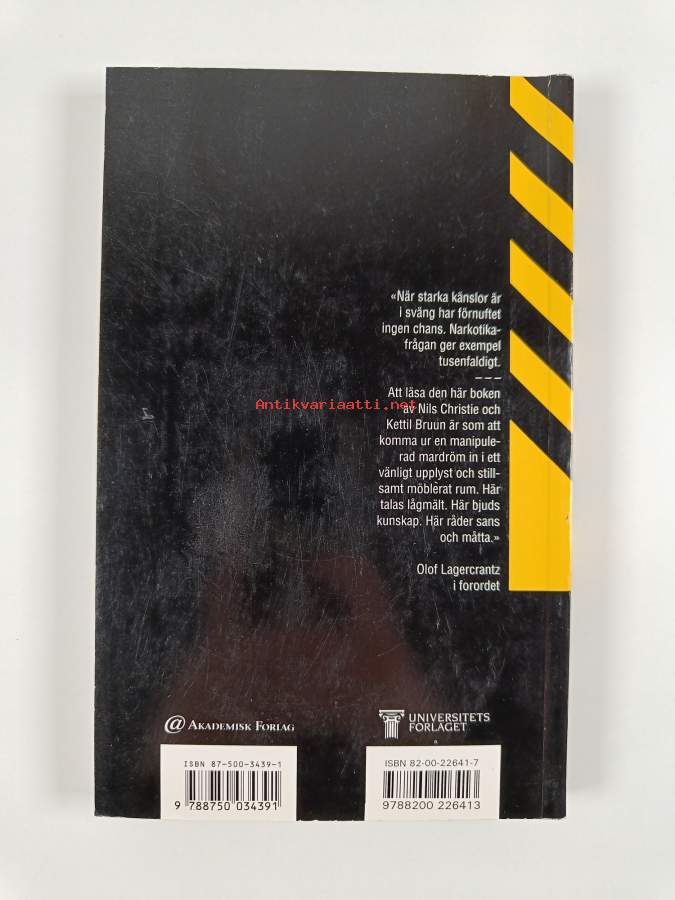 «När starka känslor är
i sväng har förnuftet
ingen chans. Narkotika-
frågan ger exempel
tusenfaldigt.
– – –
Att läsa den här boken
av Nils Christie och
Kettil Bruun är som att
komma ur en manipule-
rad mardröm in i ett
vänligt upplyst och still-
samt möblerat rum. Här
talas lågmält. Här bjuds
kunskap. Här råder sans
och måtta.»
Olof Lagercrantz
i forordet
Antikvariaatti.net
@ AKADEMISK FORLAG
UNIVERSITETS
FORLAGET
ISBN 87-500-3439-1
9 788750 034391
ISBN 82-00-22641-7
9788200 226413